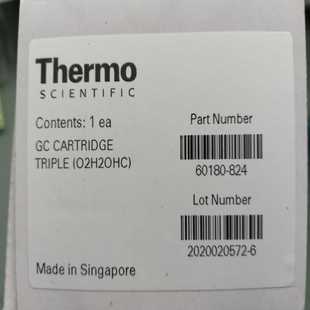 Thermo
SCIENTIFIC
Contents: 1 ea
GC CARTRIDGE
TRIPLE (O2H2OHC)
Part Number
60180-824
Lot Number
2020020572-6
Made in Singapore